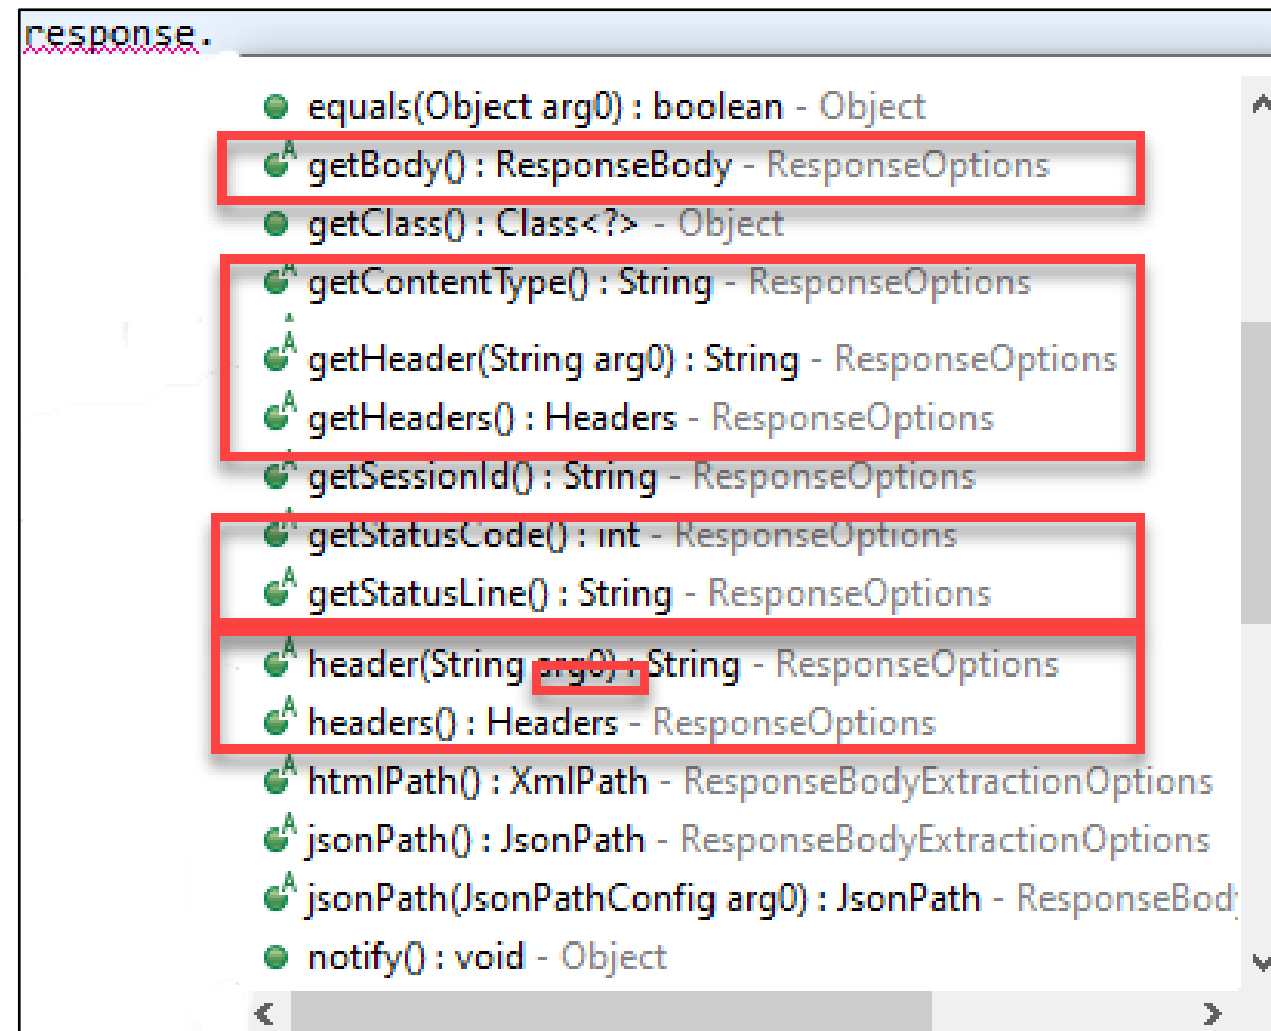 response.
equals(Object arg0) : boolean - Object
getBody() : ResponseBody - ResponseOptions
getClass() : Class<?> - Object
getContentType() : String - ResponseOptions
getHeader(String arg0) : String - ResponseOptions
getHeaders() : Headers - ResponseOptions
getSessionId() : String - ResponseOptions
getStatusCode() : int - ResponseOptions
getStatusLine() : String - ResponseOptions
header(String arg0) : String - ResponseOptions
headers() : Headers - ResponseOptions
htmlPath() : XmlPath - ResponseBodyExtractionOptions
jsonPath() : JsonPath - ResponseBodyExtractionOptions
jsonPath(JsonPathConfig arg0) : JsonPath - ResponseBod
notify() : void - Object